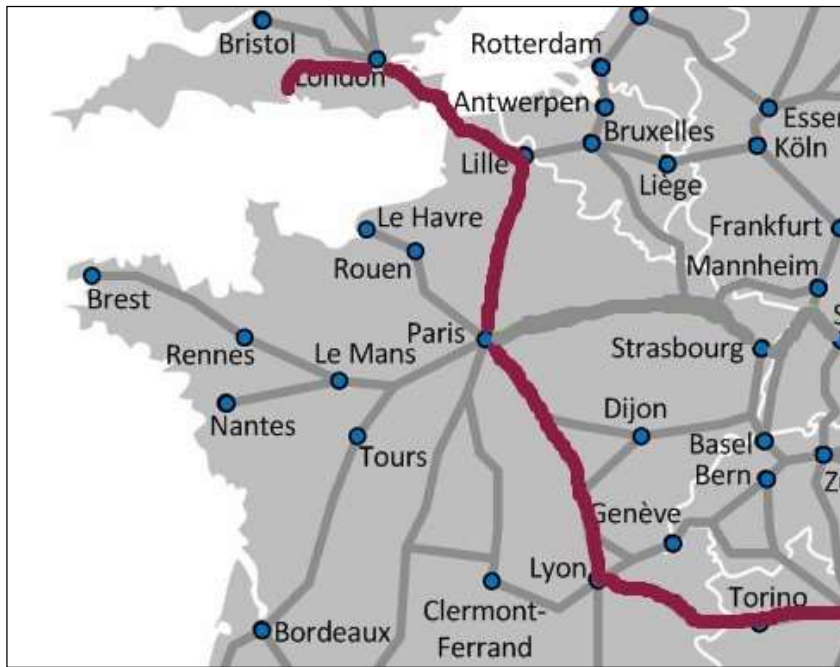 Bristol
London
Rotterdam
Antwerpen
Essen
Bruxelles
Köln
Lille
Liège
Le Havre
Frankfurt
Rouen
Mannheim
Brest
Paris
S
Rennes
Le Mans
Strasbourg
Nantes
Dijon
Tours
Basel
Bern
Zü
Genève
Lyon
Clermont-
Ferrand
Torino
Bordeaux